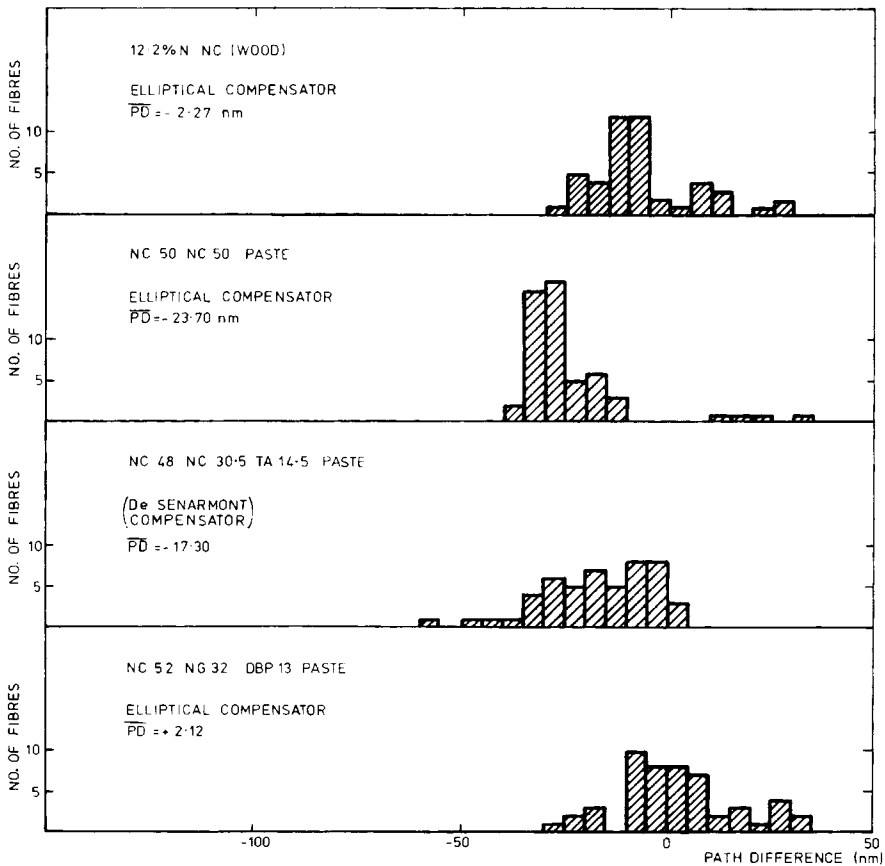 NO. OF FIBRES
10
5
12·2%N NC (WOOD)
ELLIPTICAL COMPENSATOR
PD = - 2·27 nm
NO. OF FIBRES
10
5
NC 50 NC 50 PASTE
ELLIPTICAL COMPENSATOR
PD = - 23·70 nm
NO. OF FIBRES
10
5
NC 48 NC 30·5 TA 14·5 PASTE
(De SENARMONT
COMPENSATOR)
PD = - 17·30
NO. OF FIBRES
10
5
NC 52 NG 32 DBP 13 PASTE
ELLIPTICAL COMPENSATOR
PD = + 2·12
-100 -50 0 50
PATH DIFFERENCE (nm)